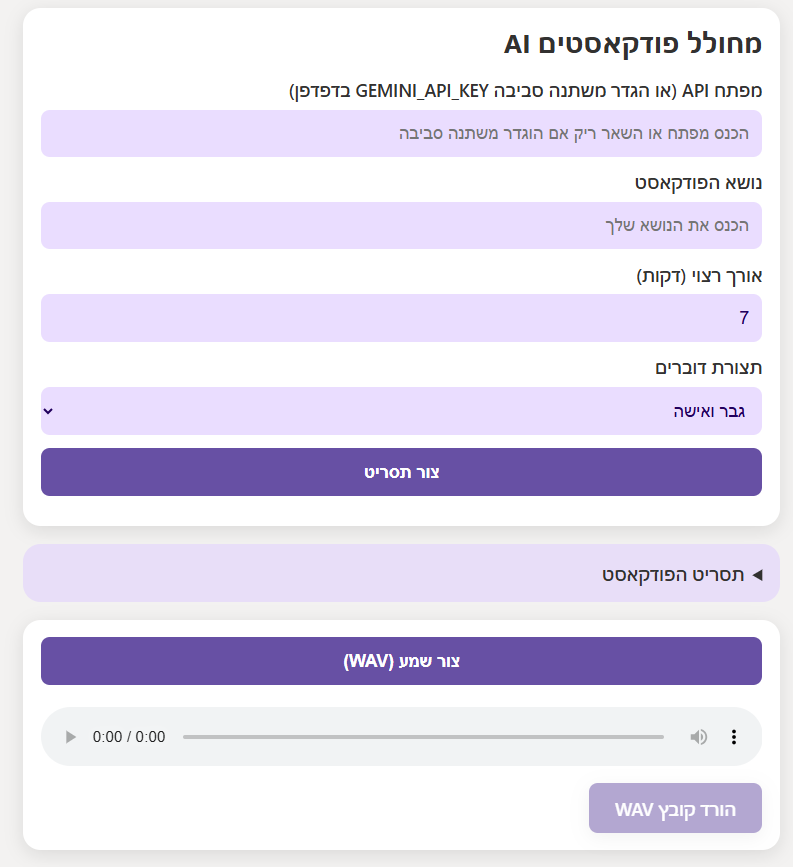 מחולל פודקאסטים AI
מפתח API (או הגדר משתנה סביבה GEMINI_API_KEY בדפדפן)
הכנס מפתח או השאר ריק אם הוגדר משתנה סביבה
נושא הפודקאסט
הכנס את הנושא שלך
אורך רצוי (דקות)
7
תצורת דוברים
גבר ואישה
צור תסריט
תסריט הפודקאסט
צור שמע (WAV)
0:00 / 0:00
הורד קובץ WAV